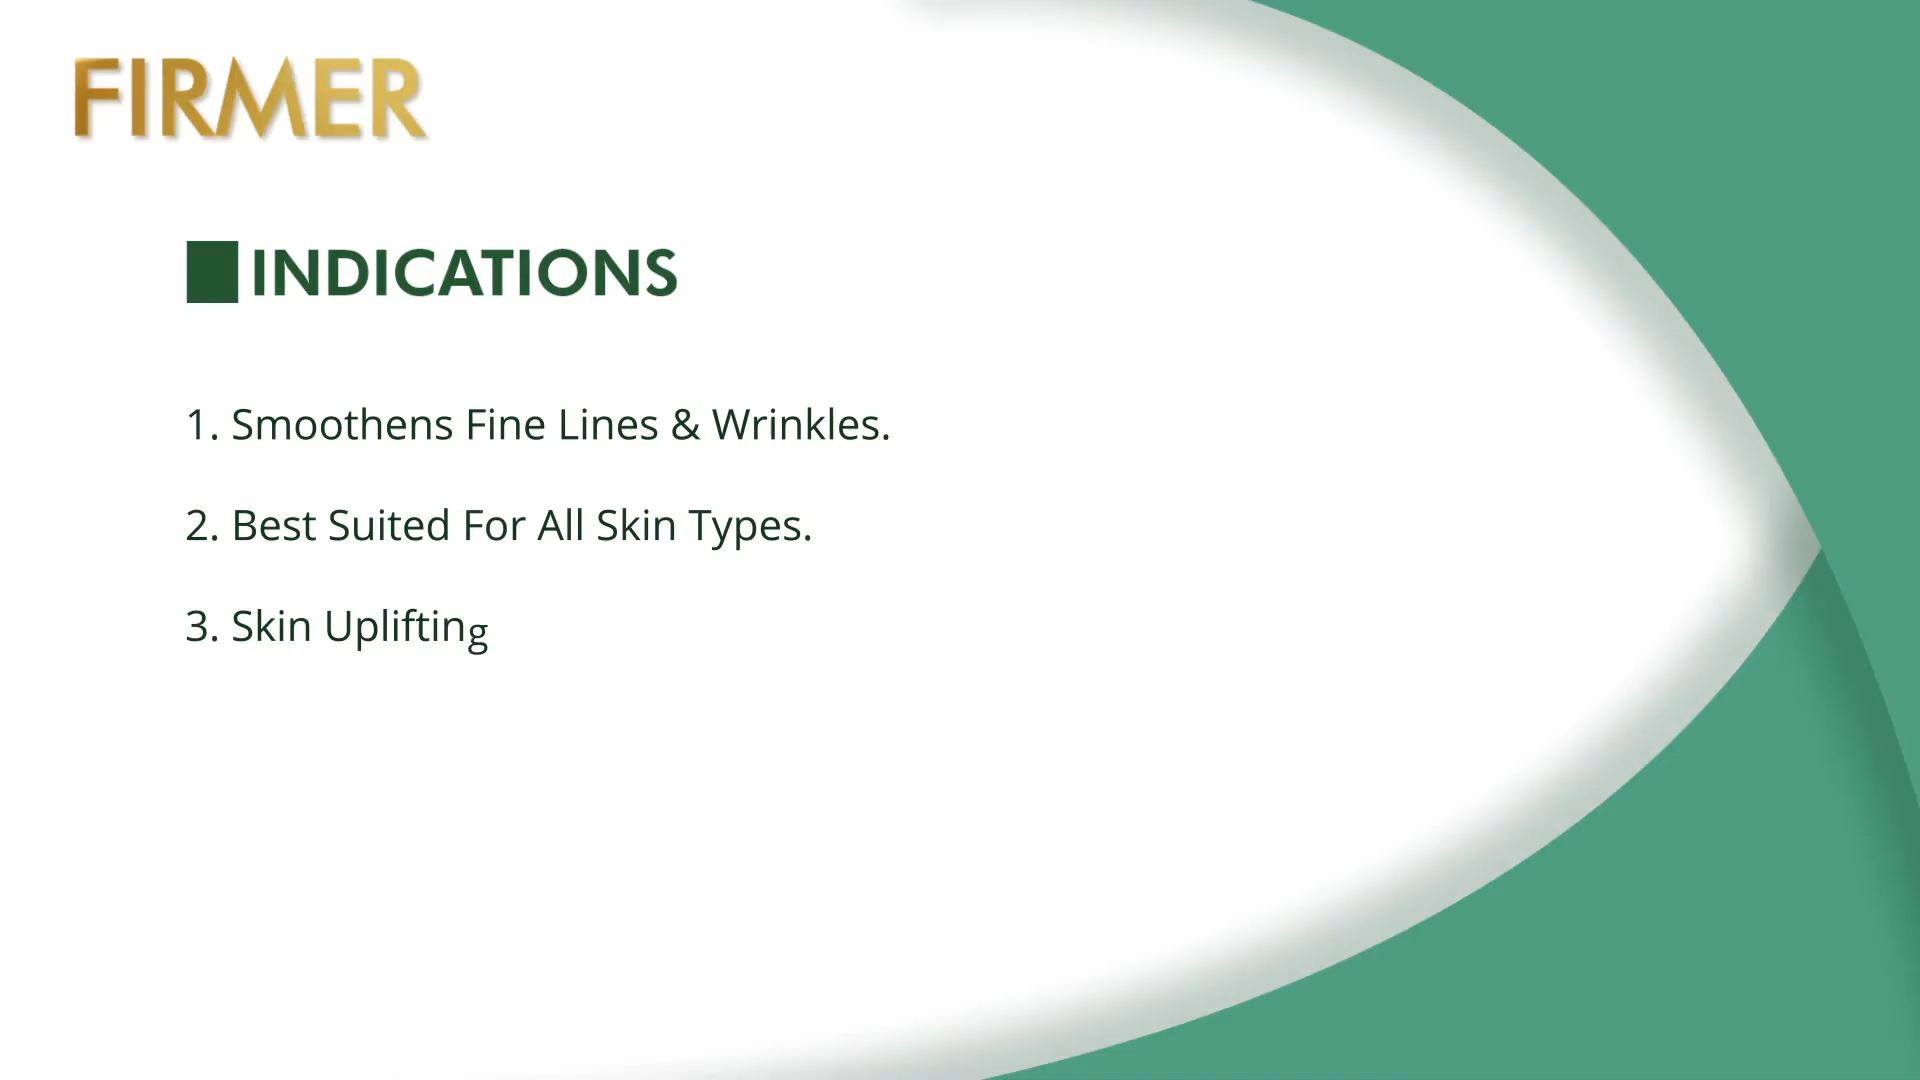 FIRMER
INDICATIONS
1. Smoothens Fine Lines & Wrinkles.
2. Best Suited For All Skin Types.
3. Skin Uplifting